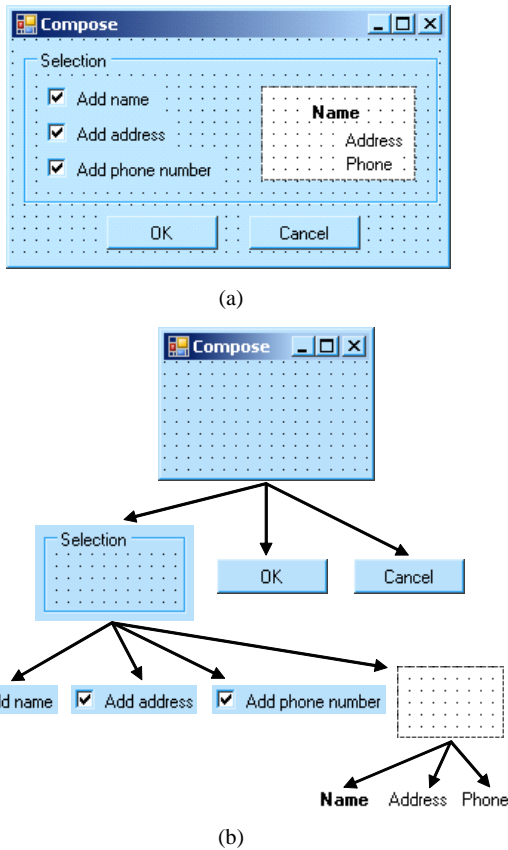 Compose
Selection
Add name
Add address
Add phone number
Name
Address
Phone
OK
Cancel
(a)
Compose
Selection
OK
Cancel
dd name
Add address
Add phone number
Name
Address
Phone
(b)